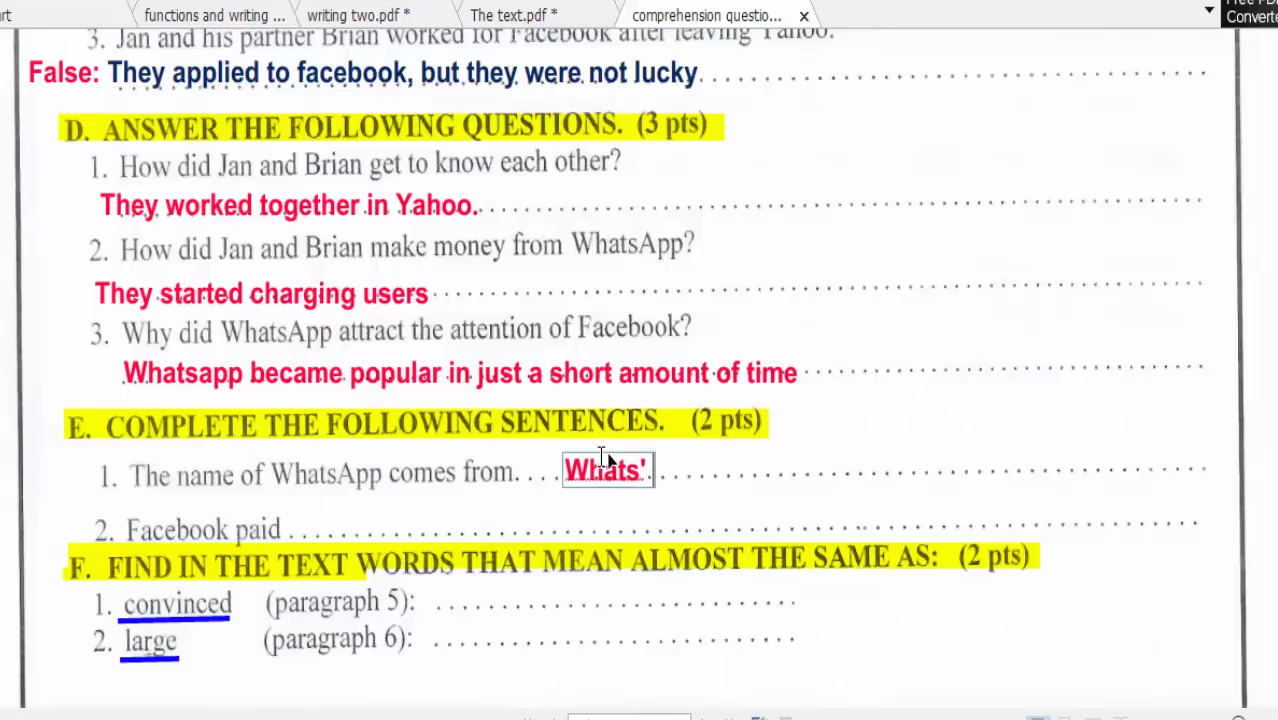 rt
functions and writing ...
writing two.pdf *
The text.pdf *
comprehension questio...
Free PDF
Converte
3. Jan and his partner Brian worked for Facebook after leaving Yahoo.
False: They applied to facebook, but they were not lucky
D. ANSWER THE FOLLOWING QUESTIONS. (3 pts)
1. How did Jan and Brian get to know each other?
They worked together in Yahoo.
2. How did Jan and Brian make money from WhatsApp?
They started charging users
3. Why did WhatsApp attract the attention of Facebook?
Whatsapp became popular in just a short amount of time
E. COMPLETE THE FOLLOWING SENTENCES. (2 pts)
1. The name of WhatsApp comes from.... Whats'
2. Facebook paid
F. FIND IN THE TEXT WORDS THAT MEAN ALMOST THE SAME AS: (2 pts)
1. convinced (paragraph 5):
2. large (paragraph 6):